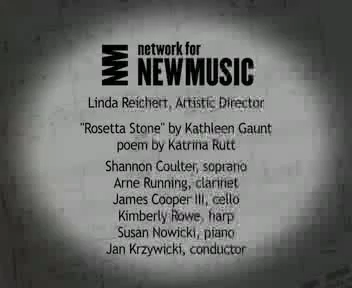 network for
NEWMUSIC
Linda Reichert, Artistic Director
"Rosetta Stone" by Kathleen Gaunt
poem by Katrina Rutt
Shannon Coulter, soprano
Arne Running, clarinet
James Cooper III, cello
Kimberly Rowe, harp
Susan Nowicki, piano
Jan Krzywicki, conductor